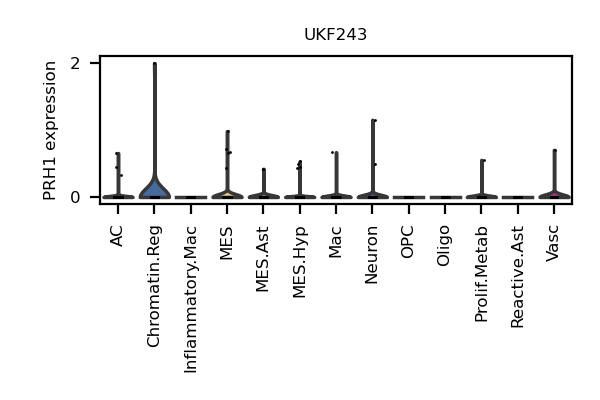 UKF243
PRH1 expression
2
0
AC
Chromatin.Reg
Inflammatory.Mac
MES
MES.Ast
MES.Hyp
Mac
Neuron
OPC
Oligo
Prolif.Metab
Reactive.Ast
Vasc